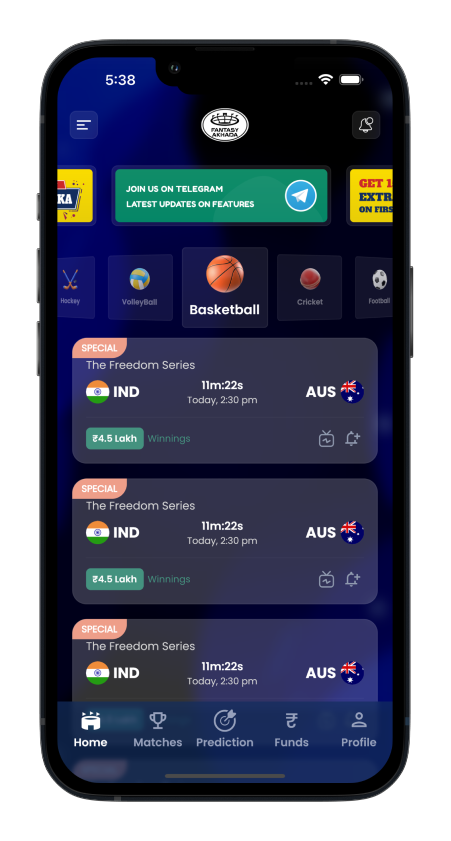 5:38
FANTASY
AKHADA
KA
JOIN US ON TELEGRAM
LATEST UPDATES ON FEATURES
GET 1
EXTR
ON FIRS
Hockey
VolleyBall
Basketball
Cricket
Football
SPECIAL
The Freedom Series
IND
11m:22s
AUS
Today, 2:30 pm
₹4.5 Lakh Winnings
SPECIAL
The Freedom Series
IND
11m:22s
AUS
Today, 2:30 pm
₹4.5 Lakh Winnings
SPECIAL
The Freedom Series
IND
11m:22s
AUS
Today, 2:30 pm
Home
Matches
Prediction
Funds
Profile